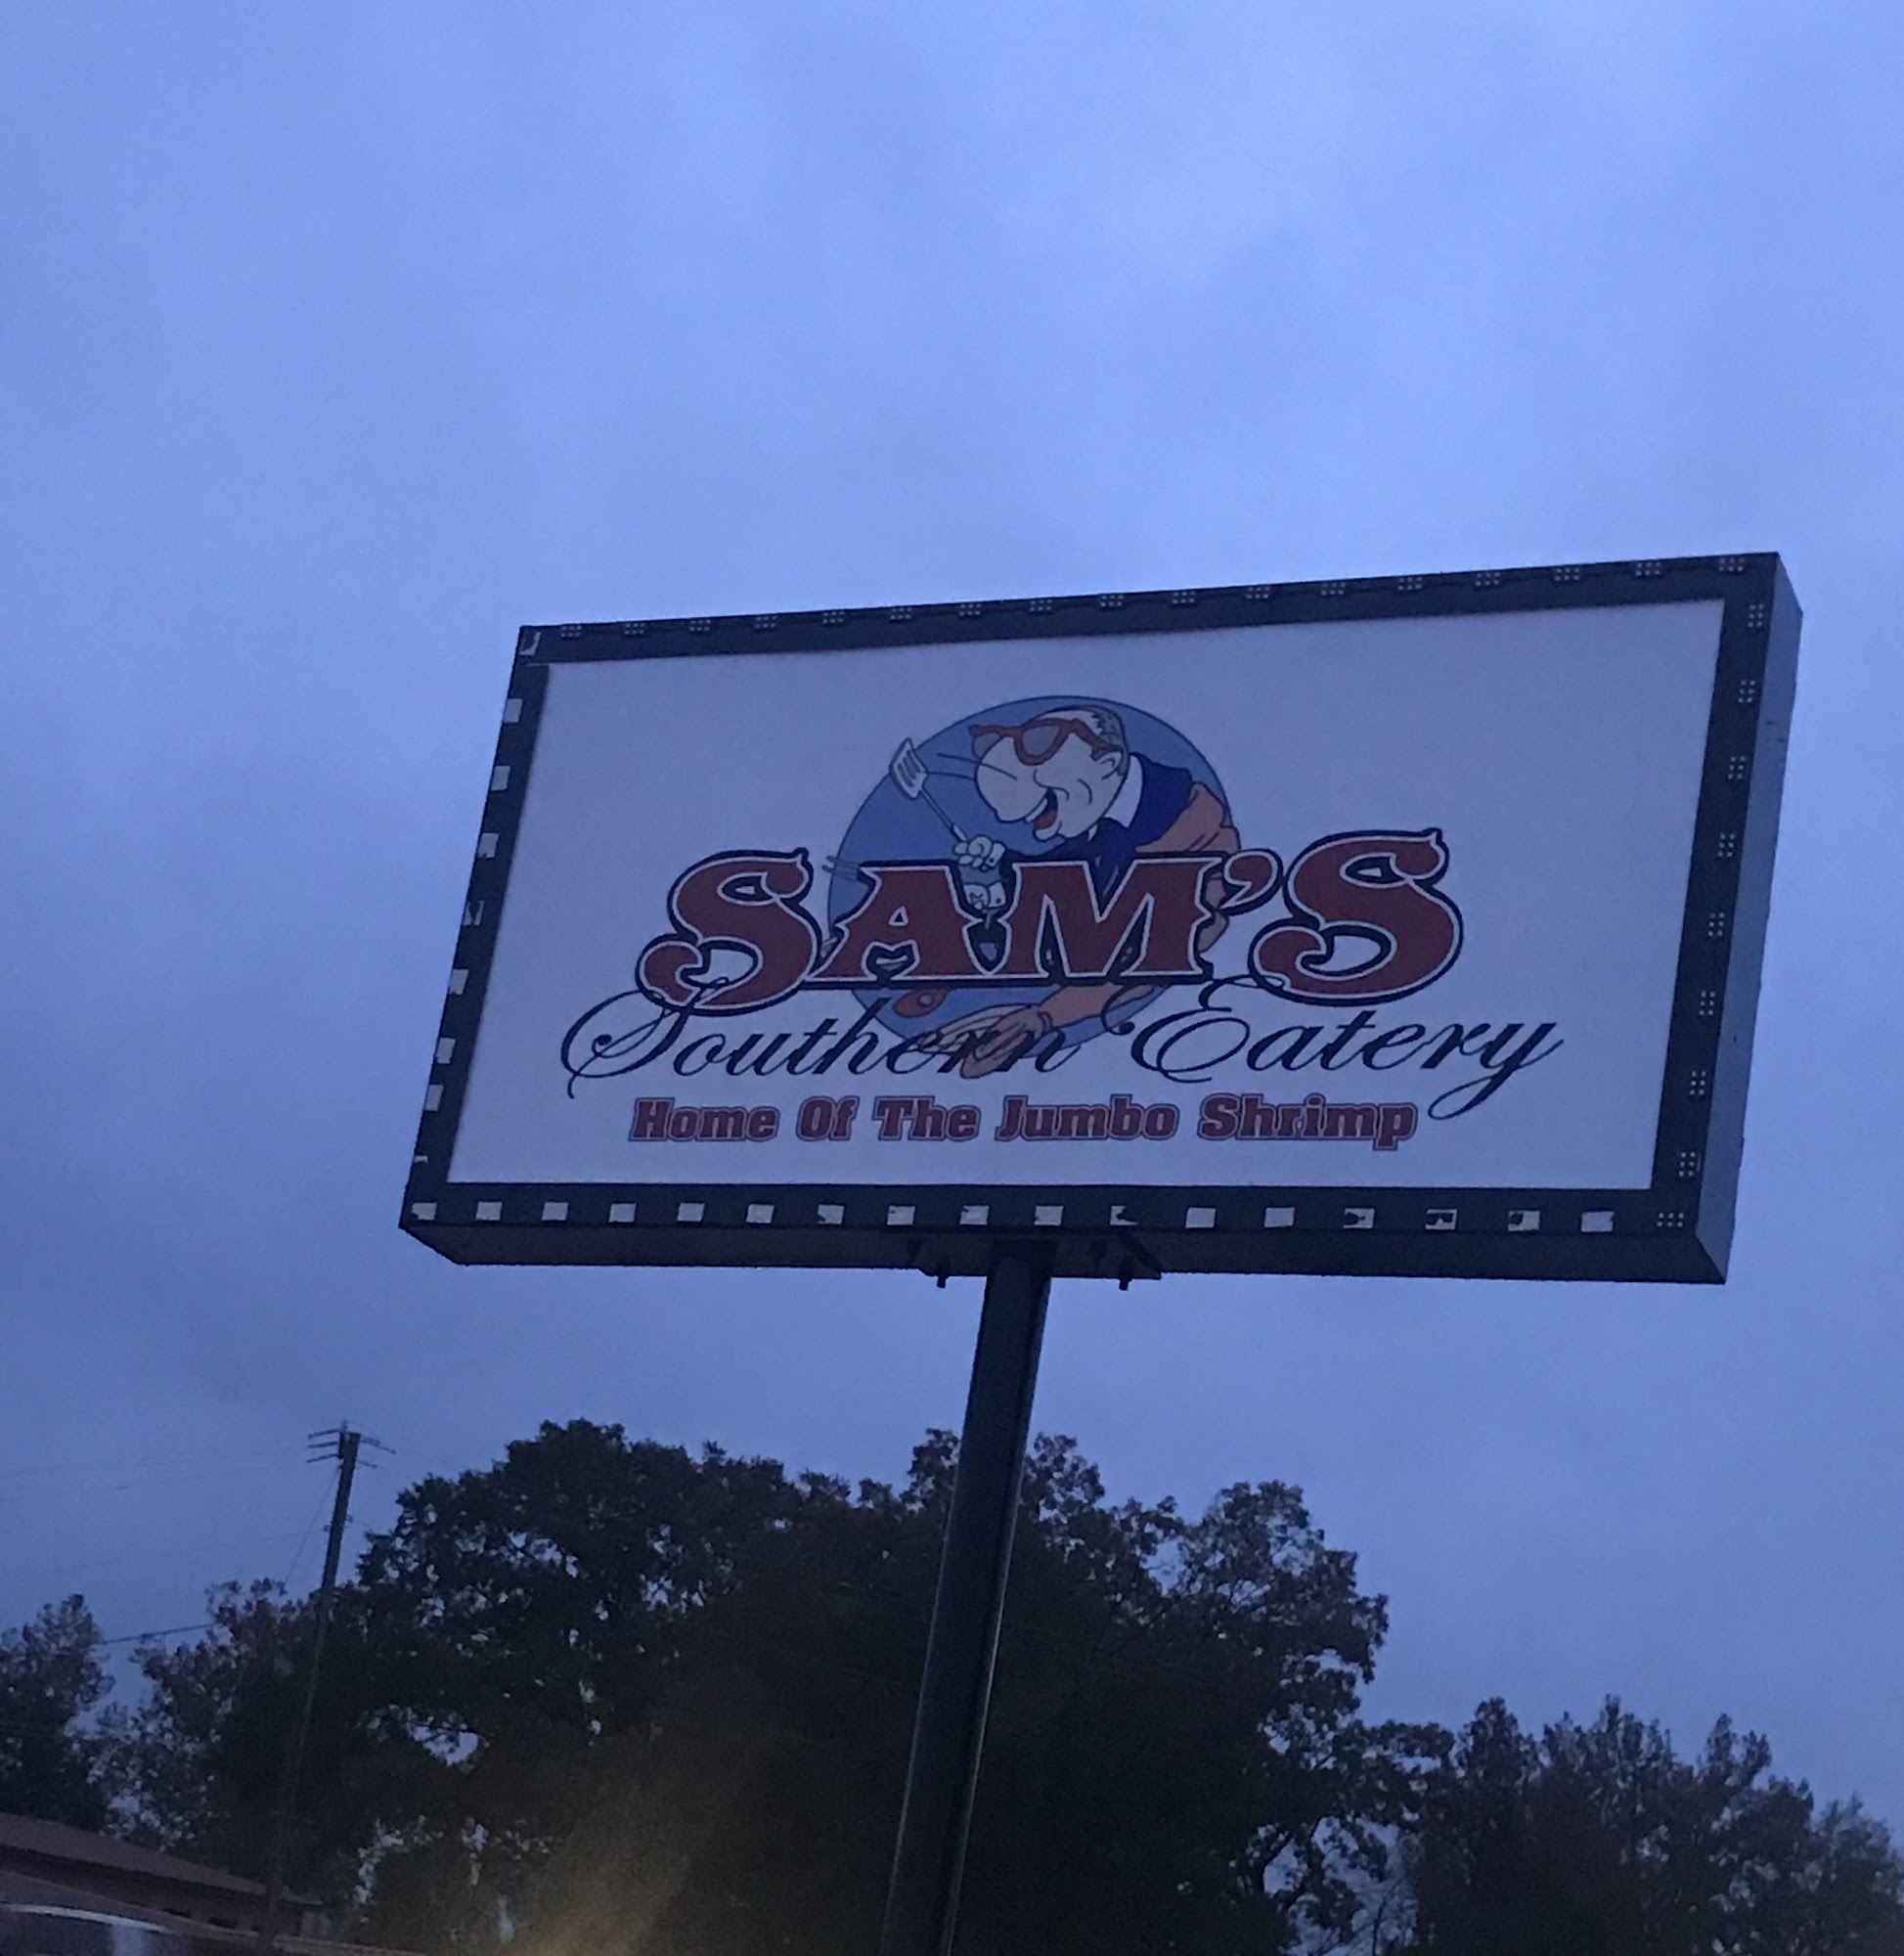 SAM'S
Southern Eatery
Home Of The Jumbo Shrimp